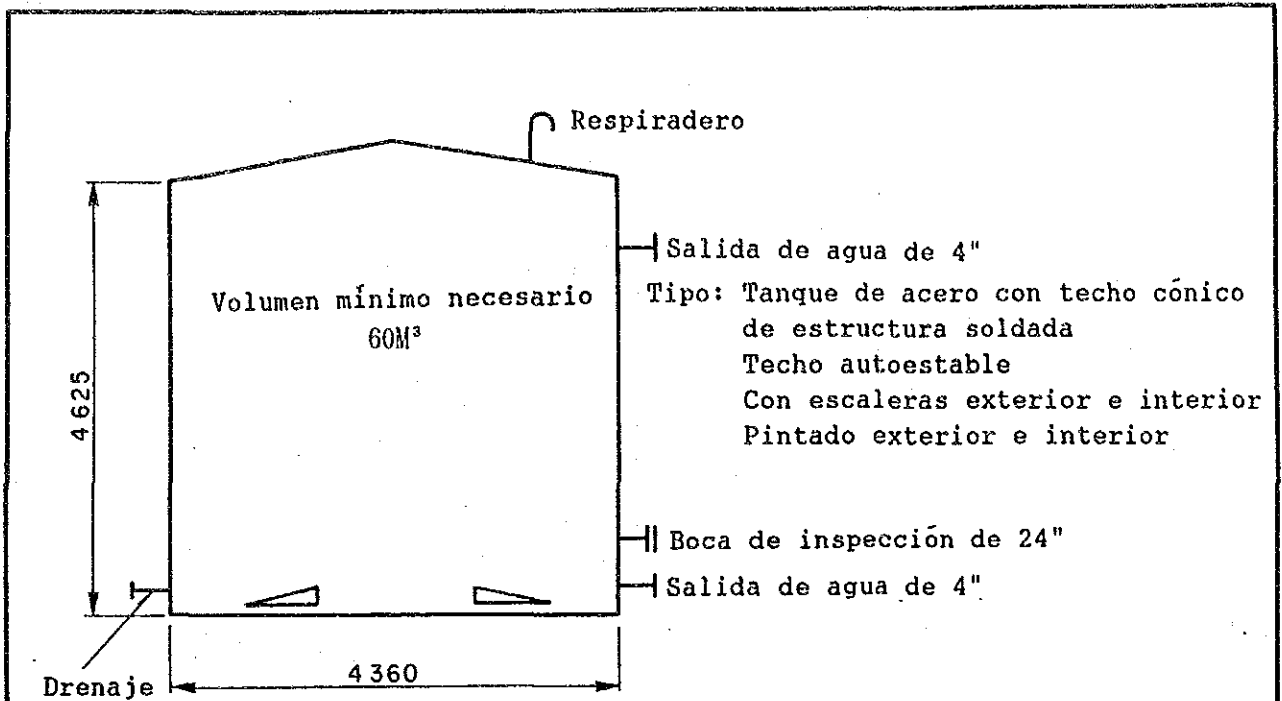 Respiradero
Salida de agua de 4"
Volumen mínimo necesario
60M³
Tipo: Tanque de acero con techo cónico
de estructura soldada
Techo autoestable
Con escaleras exterior e interior
Pintado exterior e interior
4625
Boca de inspección de 24"
Salida de agua de 4"
Drenaje
4360